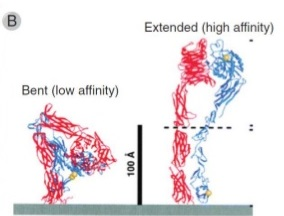 B
Extended (high affinity)
Bent (low affinity)
100 Å